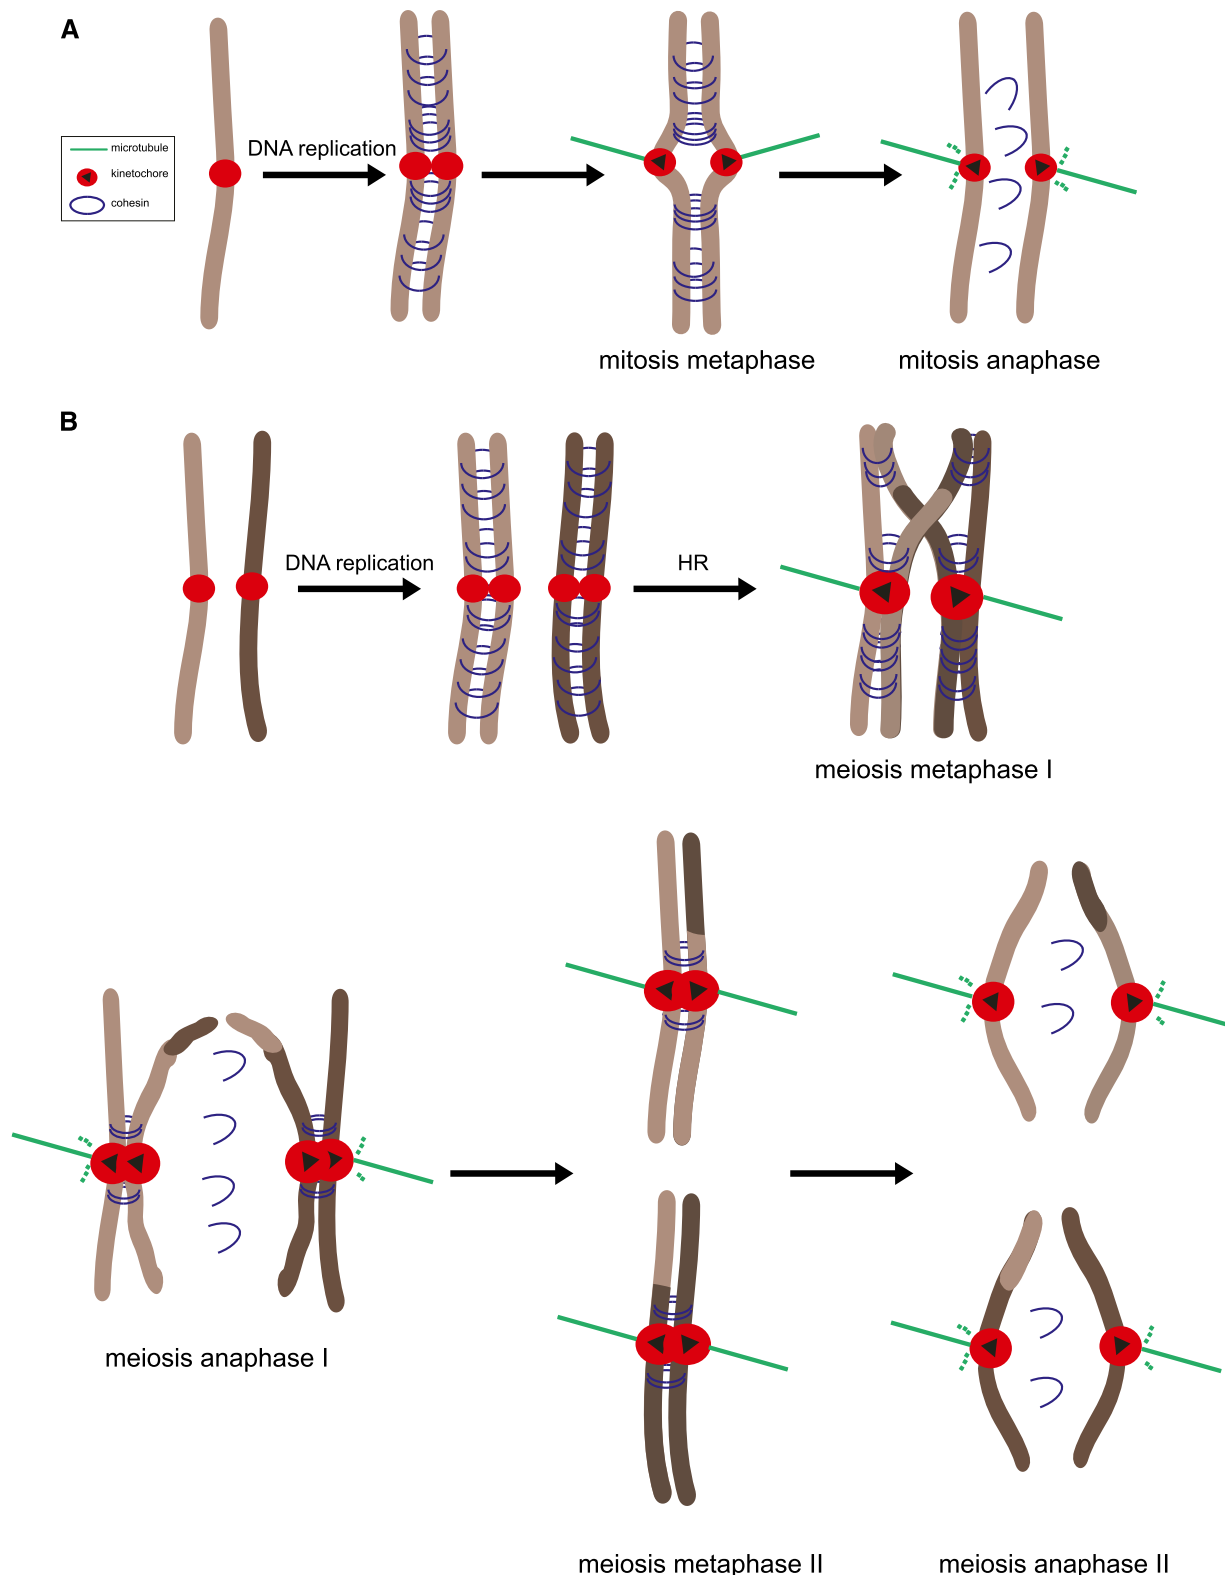 A
microtubule
kinetochore
cohesin
DNA replication
mitosis metaphase
mitosis anaphase
B
DNA replication
HR
meiosis metaphase I
meiosis anaphase I
meiosis metaphase II
meiosis anaphase II